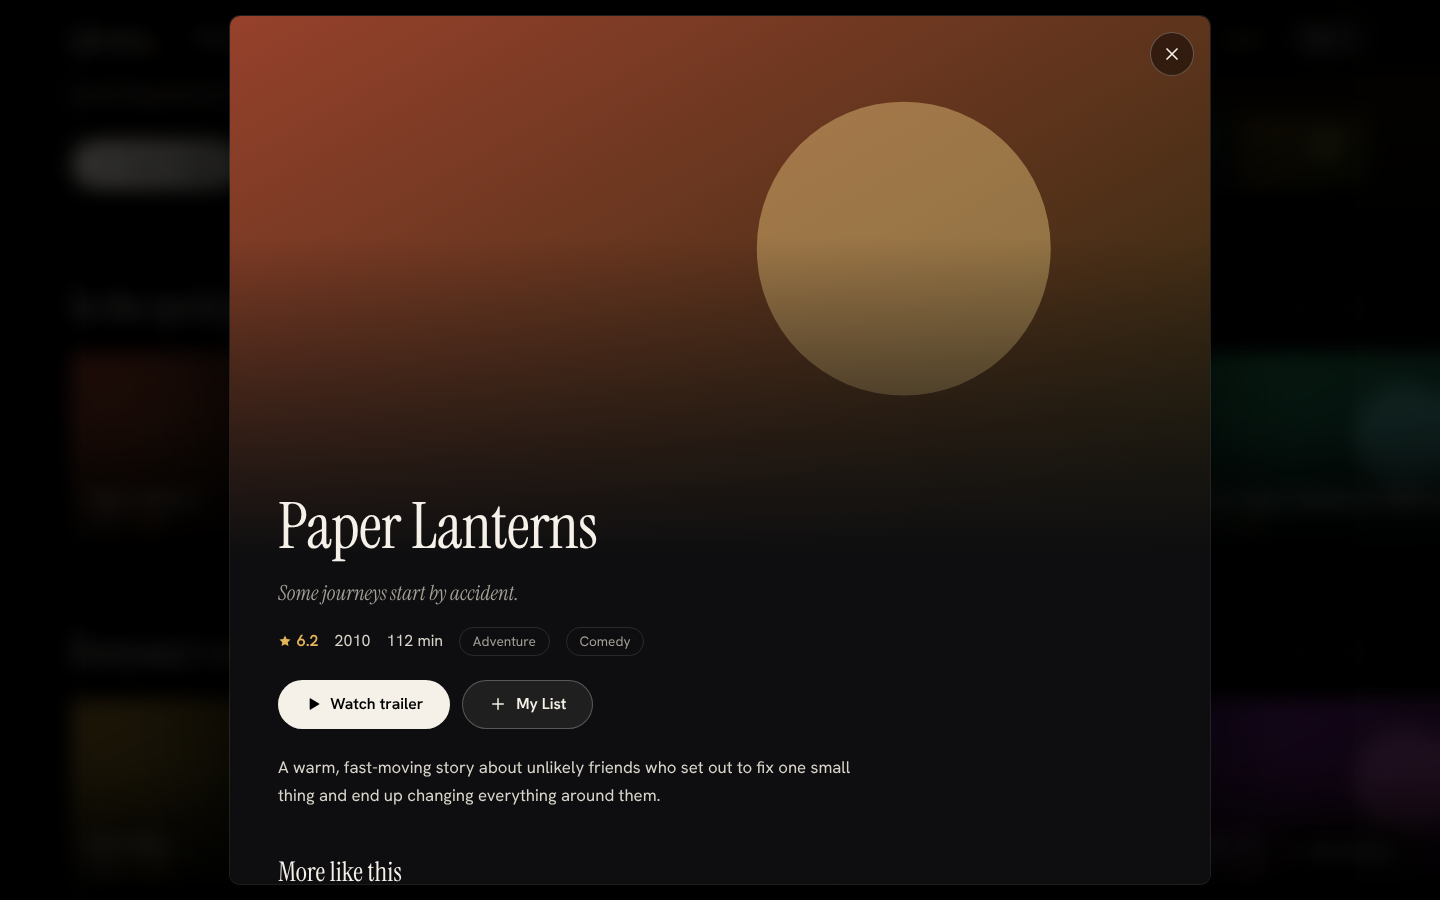 Paper Lanterns
Some journeys start by accident.
6.2 2010 112 min Adventure Comedy
Watch trailer My List
A warm, fast-moving story about unlikely friends who set out to fix one small
thing and end up changing everything around them.
More like this